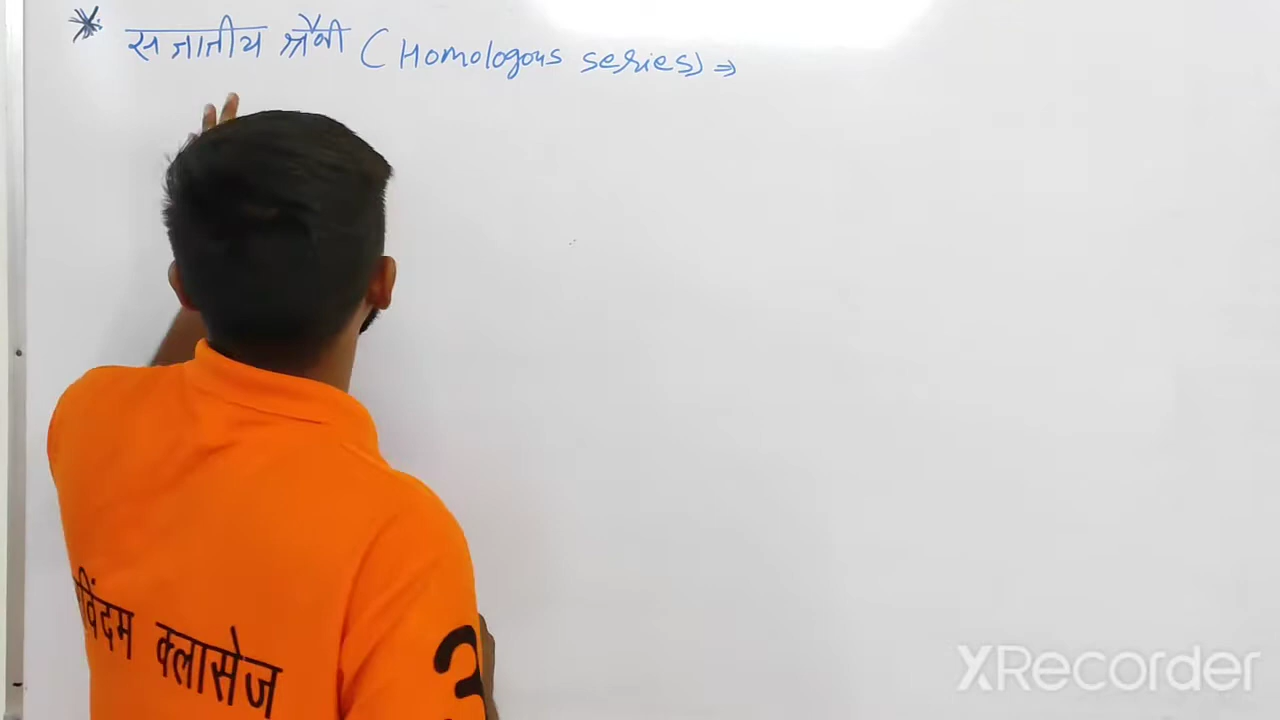 * सजातीय श्रेणी (Homologous series) ⇒
विंदम क्लासेज
XRecorder